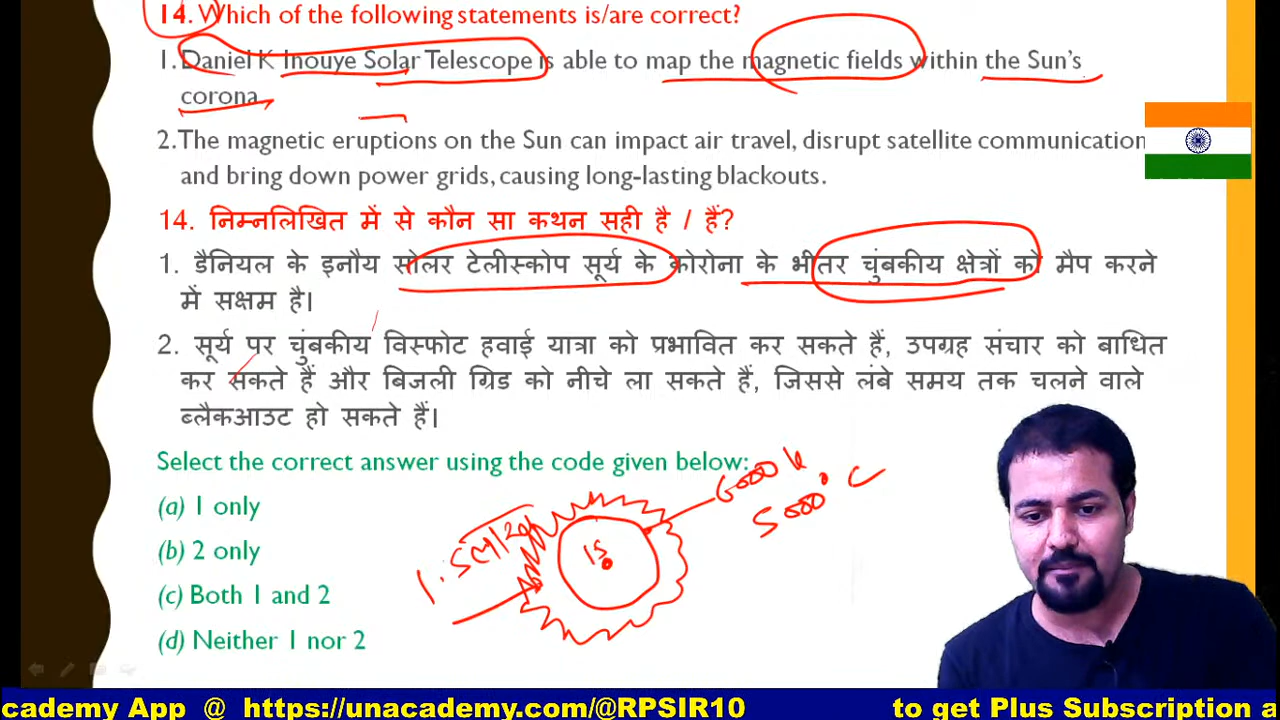 14. Which of the following statements is/are correct?
1. Daniel K Inouye Solar Telescope is able to map the magnetic fields within the Sun's
corona.
2. The magnetic eruptions on the Sun can impact air travel, disrupt satellite communication
and bring down power grids, causing long-lasting blackouts.
14. निम्नलिखित में से कौन सा कथन सही है / हैं?
1. डैनियल के इनौय सोलर टेलीस्कोप सूर्य के कोरोना के भीतर चुंबकीय क्षेत्रों को मैप करने
में सक्षम है।
2. सूर्य पर चुंबकीय विस्फोट हवाई यात्रा को प्रभावित कर सकते हैं, उपग्रह संचार को बाधित
कर सकते हैं और बिजली ग्रिड को नीचे ला सकते हैं, जिससे लंबे समय तक चलने वाले
ब्लैकआउट हो सकते हैं।
Select the correct answer using the code given below:
(a) 1 only
(b) 2 only
(c) Both 1 and 2
(d) Neither 1 nor 2
6000 k
5000° C
15
1.5
cademy App @ https://unacademy.com/@RPSIR10 to get Plus Subscription a